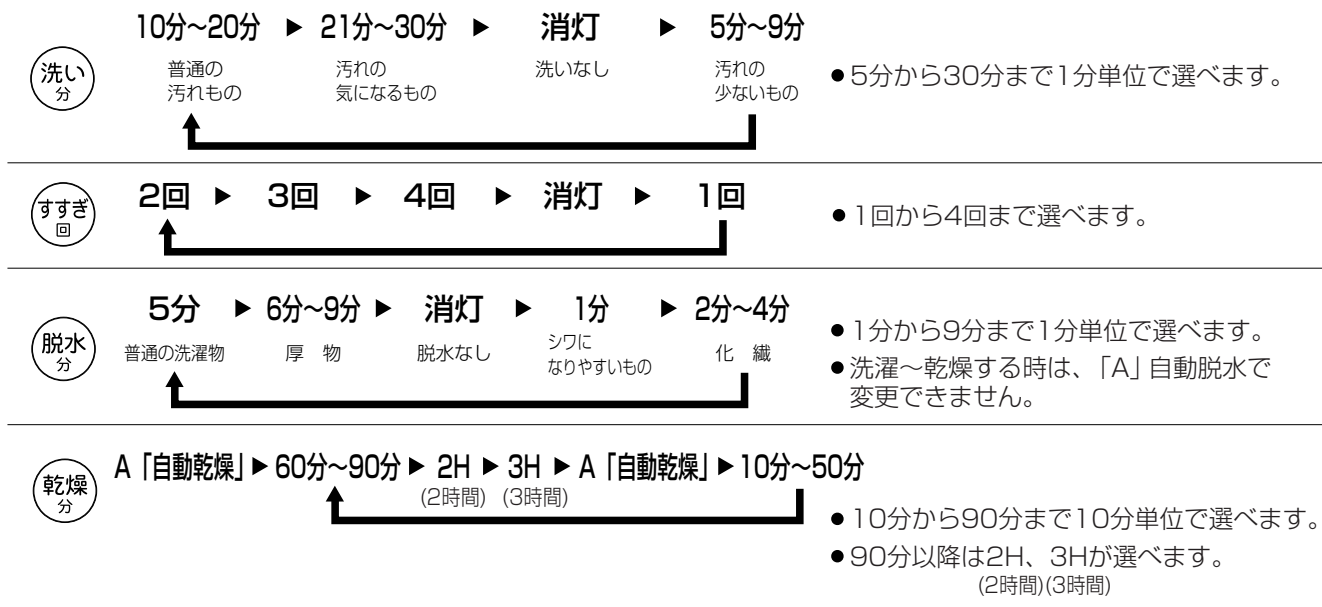 洗い
分
10分～20分 ▶ 21分～30分 ▶ 消灯 ▶ 5分～9分
普通の
汚れもの
汚れの
気になるもの
洗いなし
汚れの
少ないもの
●5分から30分まで1分単位で選べます。
すすぎ
回
2回 ▶ 3回 ▶ 4回 ▶ 消灯 ▶ 1回
●1回から4回まで選べます。
脱水
分
5分 ▶ 6分～9分 ▶ 消灯 ▶ 1分 ▶ 2分～4分
普通の洗濯物
厚 物
脱水なし
シワに
なりやすいもの
化 繊
●1分から9分まで1分単位で選べます。
●洗濯～乾燥する時は、「A」自動脱水で
変更できません。
乾燥
分
A「自動乾燥」▶ 60分～90分 ▶ 2H ▶ 3H ▶ A「自動乾燥」▶ 10分～50分
(2時間) (3時間)
●10分から90分まで10分単位で選べます。
●90分以降は2H、3Hが選べます。
(2時間)(3時間)